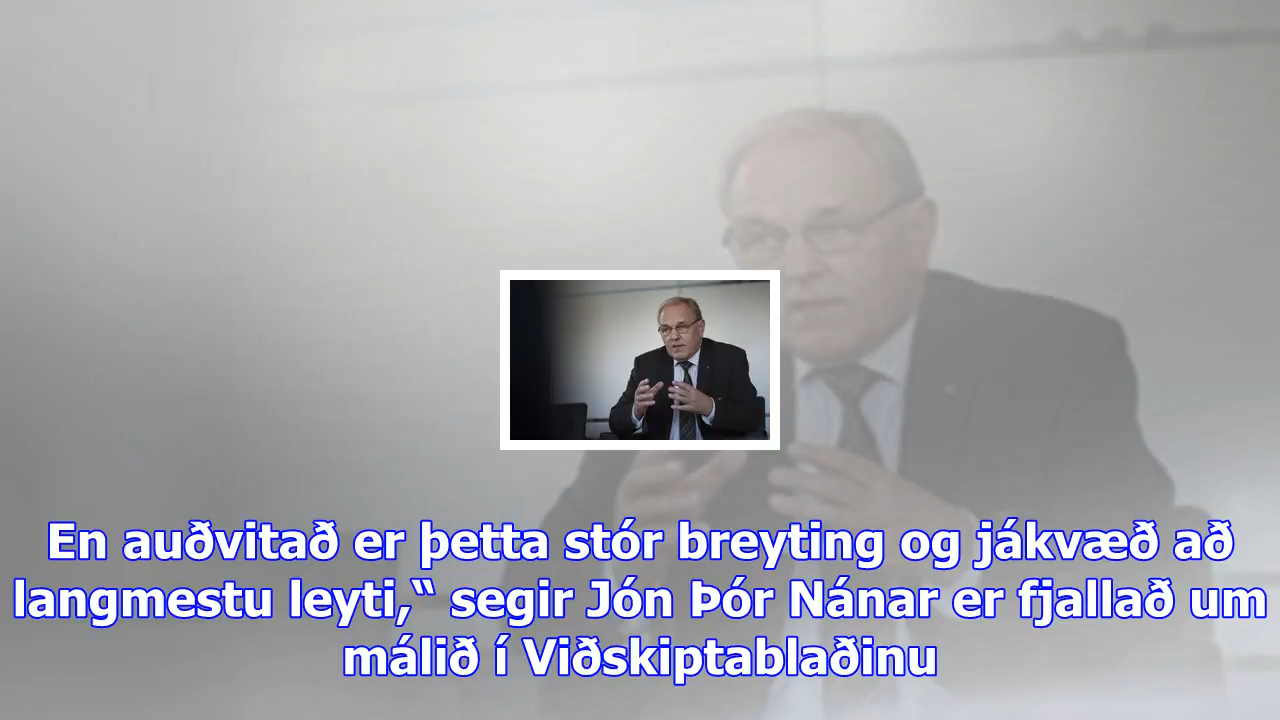 En auðvitað er þetta stór breyting og jákvæð að
langmestu leyti,“ segir Jón Þór Nánar er fjallað um
málið í Viðskiptablaðinu